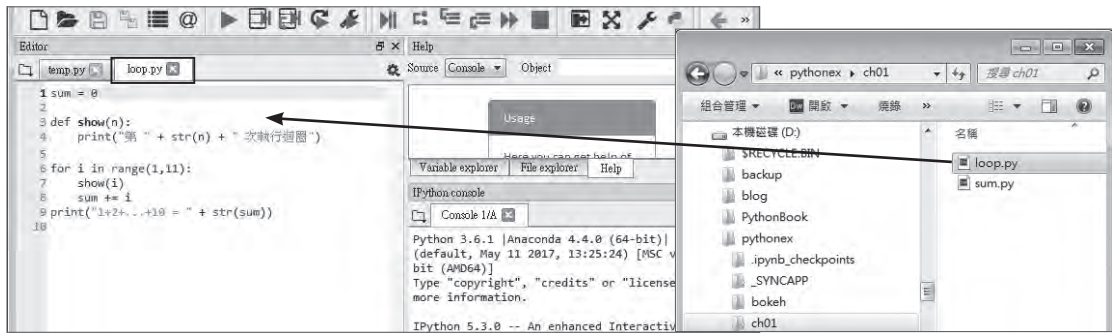 @
»
Editor
temp.py
loop.py
1 sum = 0
2
3 def show(n):
4 print("第 " + str(n) + " 次執行迴圈")
5
6 for i in range(1,11):
7 show(i)
8 sum += i
9 print("1+2+...+10 = " + str(sum))
10
Help
Source Console Object
Usage
Here you can get help of
Variable explorer File explorer Help
IPython console
Console 1/A
Python 3.6.1 |Anaconda 4.4.0 (64-bit)|
(default, May 11 2017, 13:25:24) [MSC v
bit (AMD64)]
Type "copyright", "credits" or "license
more information.
IPython 5.3.0 -- An enhanced Interactiv
« pythonex ▸ ch01
搜尋 ch01
組合管理 開啟 燒錄 »
本機磁碟 (D:)
$RECYCLE.BIN
backup
blog
PythonBook
pythonex
.ipynb_checkpoints
_SYNCAPP
bokeh
ch01
名稱
loop.py
sum.py